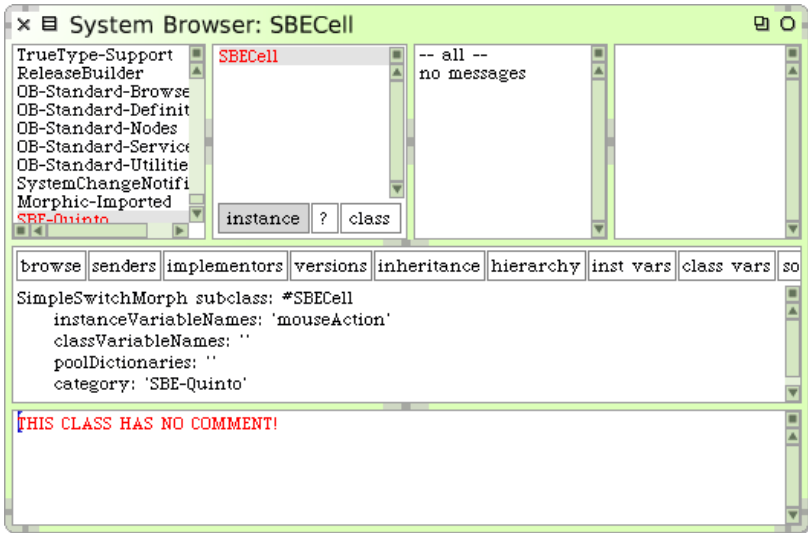 System Browser: SBECell
TrueType-Support
ReleaseBuilder
OB-Standard-Browse
OB-Standard-Definit
OB-Standard-Nodes
OB-Standard-Service
OB-Standard-Utilitie
SystemChangeNotifi
Morphic-Imported
SBE-Quinto
SBECell
instance ? class
-- all --
no messages
browse senders implementors versions inheritance hierarchy inst vars class vars so
SimpleSwitchMorph subclass: #SBECell
instanceVariableNames: 'mouseAction'
classVariableNames: ''
poolDictionaries: ''
category: 'SBE-Quinto'
THIS CLASS HAS NO COMMENT!